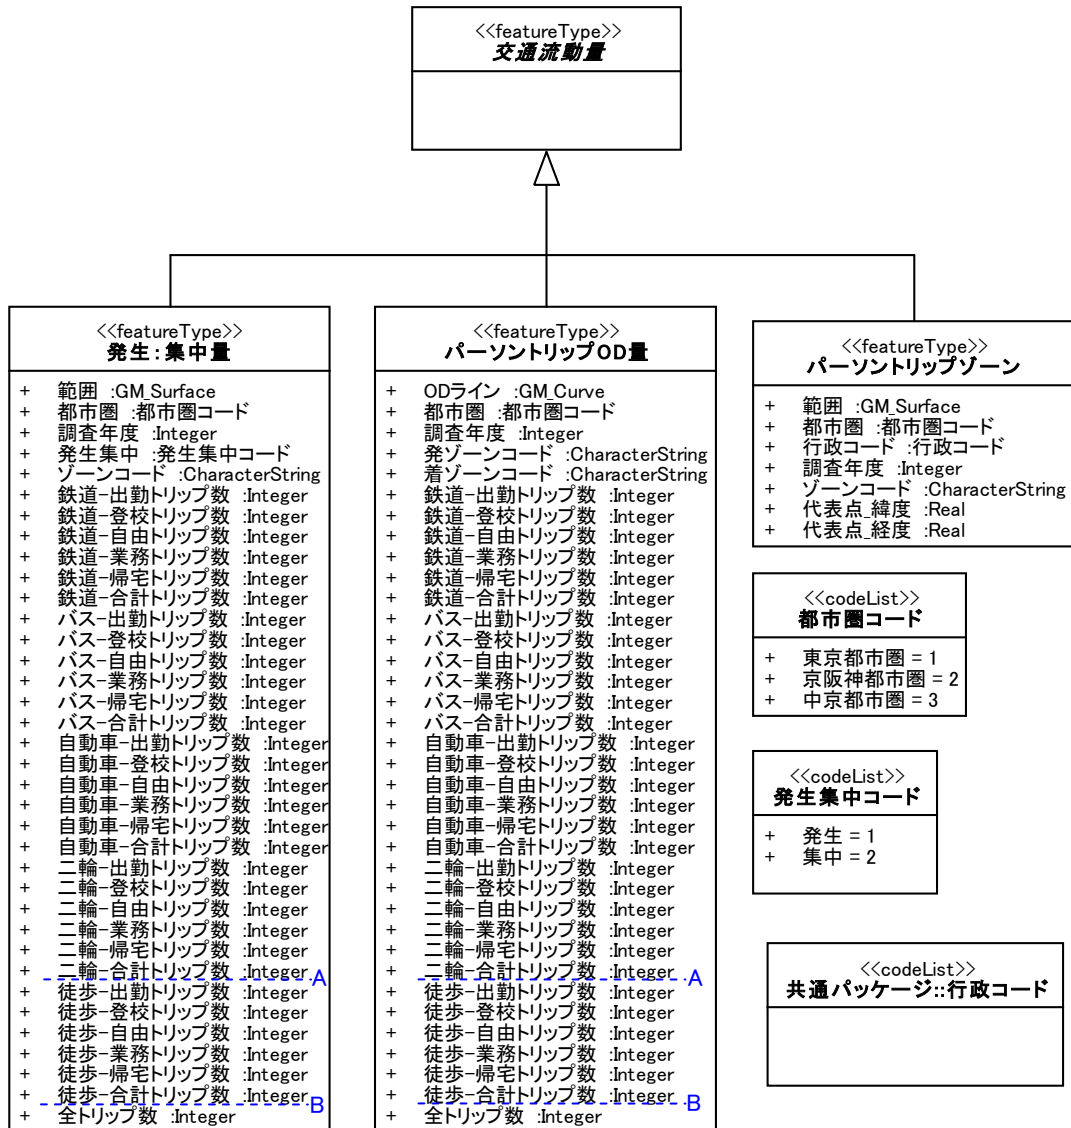 <<featureType>>
交通流動量
<<featureType>>
発生:集中量
+ 範囲 :GM_Surface
+ 都市圏 :都市圏コード
+ 調査年度 :Integer
+ 発生集中 :発生集中コード
+ ゾーンコード :CharacterString
+ 鉄道-出勤トリップ数 :Integer
+ 鉄道-登校トリップ数 :Integer
+ 鉄道-自由トリップ数 :Integer
+ 鉄道-業務トリップ数 :Integer
+ 鉄道-帰宅トリップ数 :Integer
+ 鉄道-合計トリップ数 :Integer
+ バス-出勤トリップ数 :Integer
+ バス-登校トリップ数 :Integer
+ バス-自由トリップ数 :Integer
+ バス-業務トリップ数 :Integer
+ バス-帰宅トリップ数 :Integer
+ バス-合計トリップ数 :Integer
+ 自動車-出勤トリップ数 :Integer
+ 自動車-登校トリップ数 :Integer
+ 自動車-自由トリップ数 :Integer
+ 自動車-業務トリップ数 :Integer
+ 自動車-帰宅トリップ数 :Integer
+ 自動車-合計トリップ数 :Integer
+ 二輪-出勤トリップ数 :Integer
+ 二輪-登校トリップ数 :Integer
+ 二輪-自由トリップ数 :Integer
+ 二輪-業務トリップ数 :Integer
+ 二輪-帰宅トリップ数 :Integer
+ 二輪-合計トリップ数 :Integer
A
+ 徒歩-出勤トリップ数 :Integer
+ 徒歩-登校トリップ数 :Integer
+ 徒歩-自由トリップ数 :Integer
+ 徒歩-業務トリップ数 :Integer
+ 徒歩-帰宅トリップ数 :Integer
+ 徒歩-合計トリップ数 :Integer
B
+ 全トリップ数 :Integer
<<featureType>>
パーソントリップOD量
+ ODライン :GM_Curve
+ 都市圏 :都市圏コード
+ 調査年度 :Integer
+ 発ゾーンコード :CharacterString
+ 着ゾーンコード :CharacterString
+ 鉄道-出勤トリップ数 :Integer
+ 鉄道-登校トリップ数 :Integer
+ 鉄道-自由トリップ数 :Integer
+ 鉄道-業務トリップ数 :Integer
+ 鉄道-帰宅トリップ数 :Integer
+ 鉄道-合計トリップ数 :Integer
+ バス-出勤トリップ数 :Integer
+ バス-登校トリップ数 :Integer
+ バス-自由トリップ数 :Integer
+ バス-業務トリップ数 :Integer
+ バス-帰宅トリップ数 :Integer
+ バス-合計トリップ数 :Integer
+ 自動車-出勤トリップ数 :Integer
+ 自動車-登校トリップ数 :Integer
+ 自動車-自由トリップ数 :Integer
+ 自動車-業務トリップ数 :Integer
+ 自動車-帰宅トリップ数 :Integer
+ 自動車-合計トリップ数 :Integer
+ 二輪-出勤トリップ数 :Integer
+ 二輪-登校トリップ数 :Integer
+ 二輪-自由トリップ数 :Integer
+ 二輪-業務トリップ数 :Integer
+ 二輪-帰宅トリップ数 :Integer
+ 二輪-合計トリップ数 :Integer
A
+ 徒歩-出勤トリップ数 :Integer
+ 徒歩-登校トリップ数 :Integer
+ 徒歩-自由トリップ数 :Integer
+ 徒歩-業務トリップ数 :Integer
+ 徒歩-帰宅トリップ数 :Integer
+ 徒歩-合計トリップ数 :Integer
B
+ 全トリップ数 :Integer
<<featureType>>
パーソントリップゾーン
+ 範囲 :GM_Surface
+ 都市圏 :都市圏コード
+ 行政コード :行政コード
+ 調査年度 :Integer
+ ゾーンコード :CharacterString
+ 代表点_緯度 :Real
+ 代表点_経度 :Real
<<codeList>>
都市圏コード
+ 東京都市圏 = 1
+ 京阪神都市圏 = 2
+ 中京都市圏 = 3
<<codeList>>
発生集中コード
+ 発生 = 1
+ 集中 = 2
<<codeList>>
共通パッケージ::行政コード